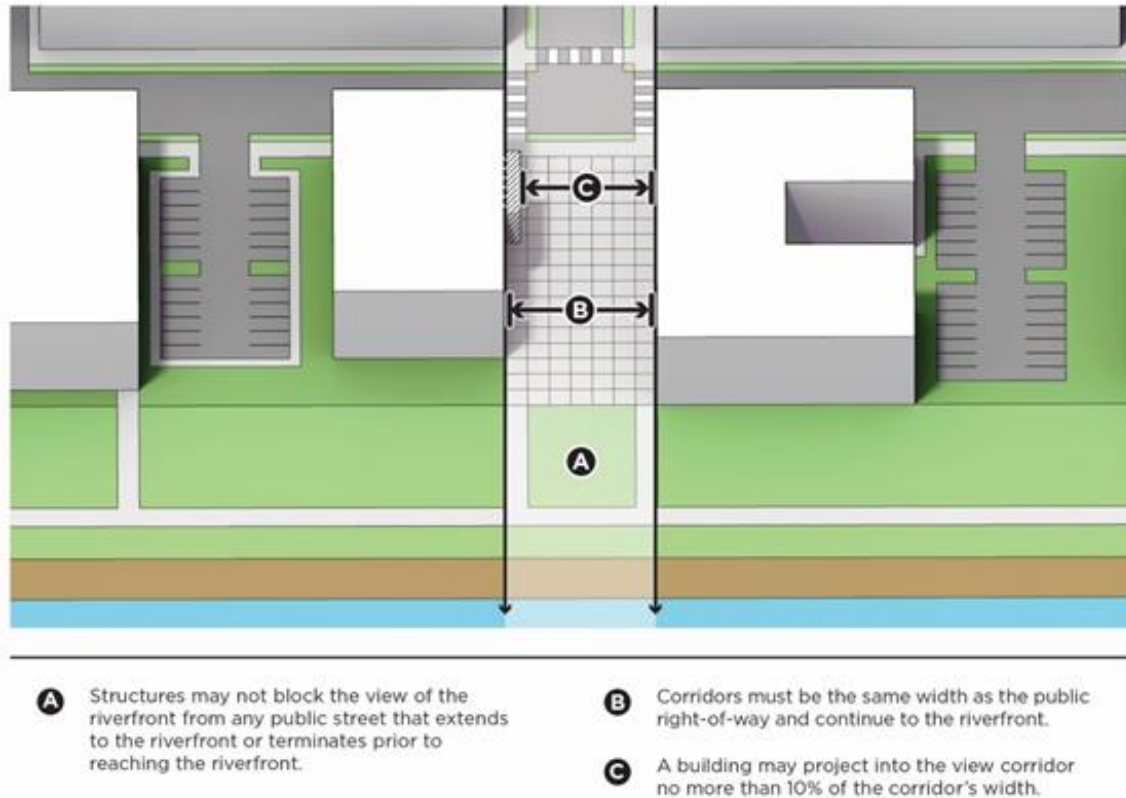 C
B
A
A Structures may not block the view of the
riverfront from any public street that extends
to the riverfront or terminates prior to
reaching the riverfront.
B Corridors must be the same width as the public
right-of-way and continue to the riverfront.
C A building may project into the view corridor
no more than 10% of the corridor's width.